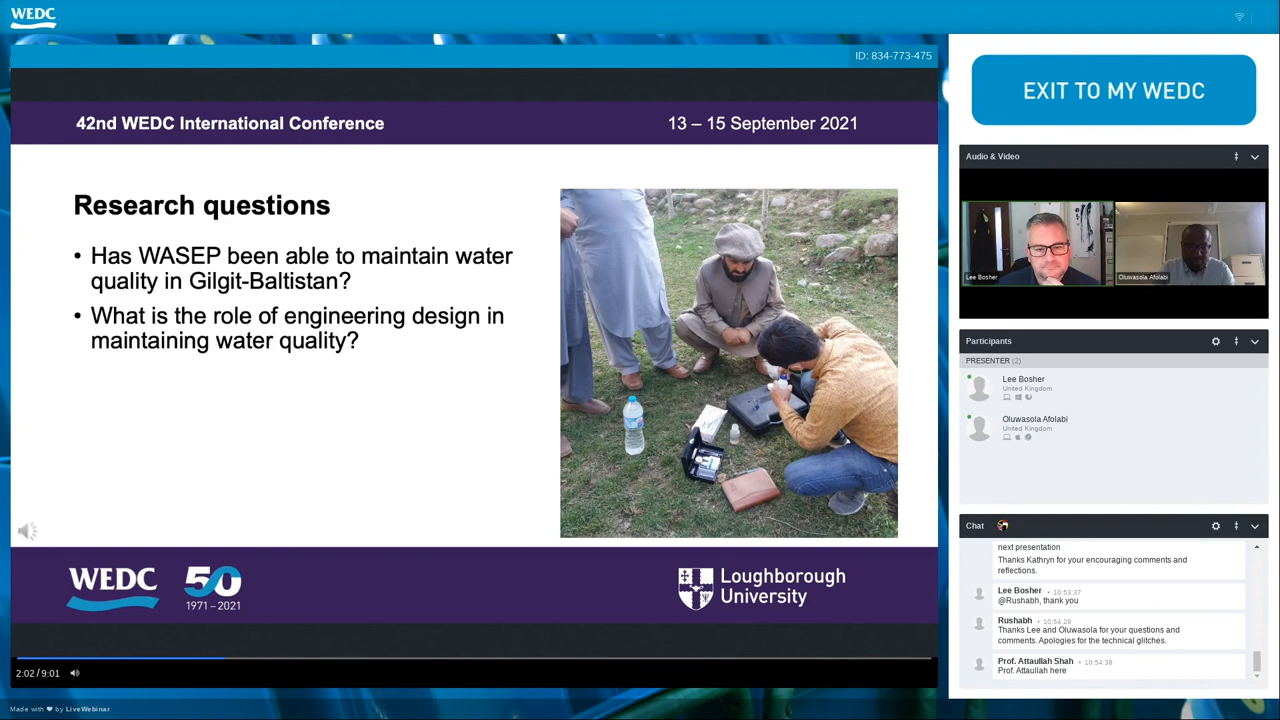 WEDC
ID: 834-773-475
42nd WEDC International Conference
13 – 15 September 2021
Research questions
• Has WASEP been able to maintain water
quality in Gilgit-Baltistan?
• What is the role of engineering design in
maintaining water quality?
WEDC
50
1971 – 2021
Loughborough
University
2:02 / 9:01
Made with ❤ by LiveWebinar
EXIT TO MY WEDC
Audio & Video
Lee Bosher
Oluwasola Afolabi
Participants
PRESENTER (2)
Lee Bosher
United Kingdom
Oluwasola Afolabi
United Kingdom
Chat
next presentation
Thanks Kathryn for your encouraging comments and
reflections.
Lee Bosher • 10:53:37
@Rushabh, thank you
Rushabh • 10:54:29
Thanks Lee and Oluwasola for your questions and
comments. Apologies for the technical glitches.
Prof. Attaullah Shah • 10:54:38
Prof. Attaullah here